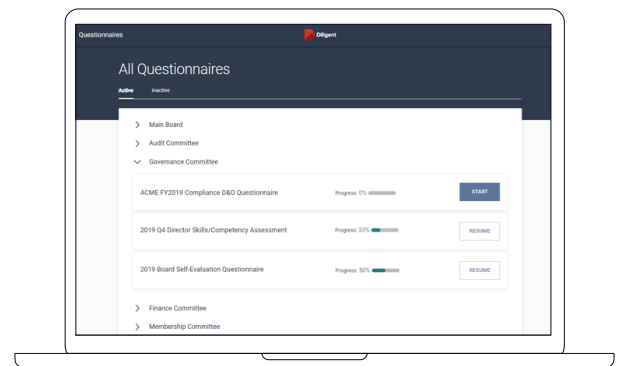 Questionnaires
Diligent
All Questionnaires
Active Inactive
Main Board
Audit Committee
Governance Committee
ACME FY2019 Compliance D&O Questionnaire Progress: 0% START
2019 Q4 Director Skills/Competency Assessment Progress: 33% RESUME
2019 Board Self-Evaluation Questionnaire Progress: 50% RESUME
Finance Committee
Membership Committee